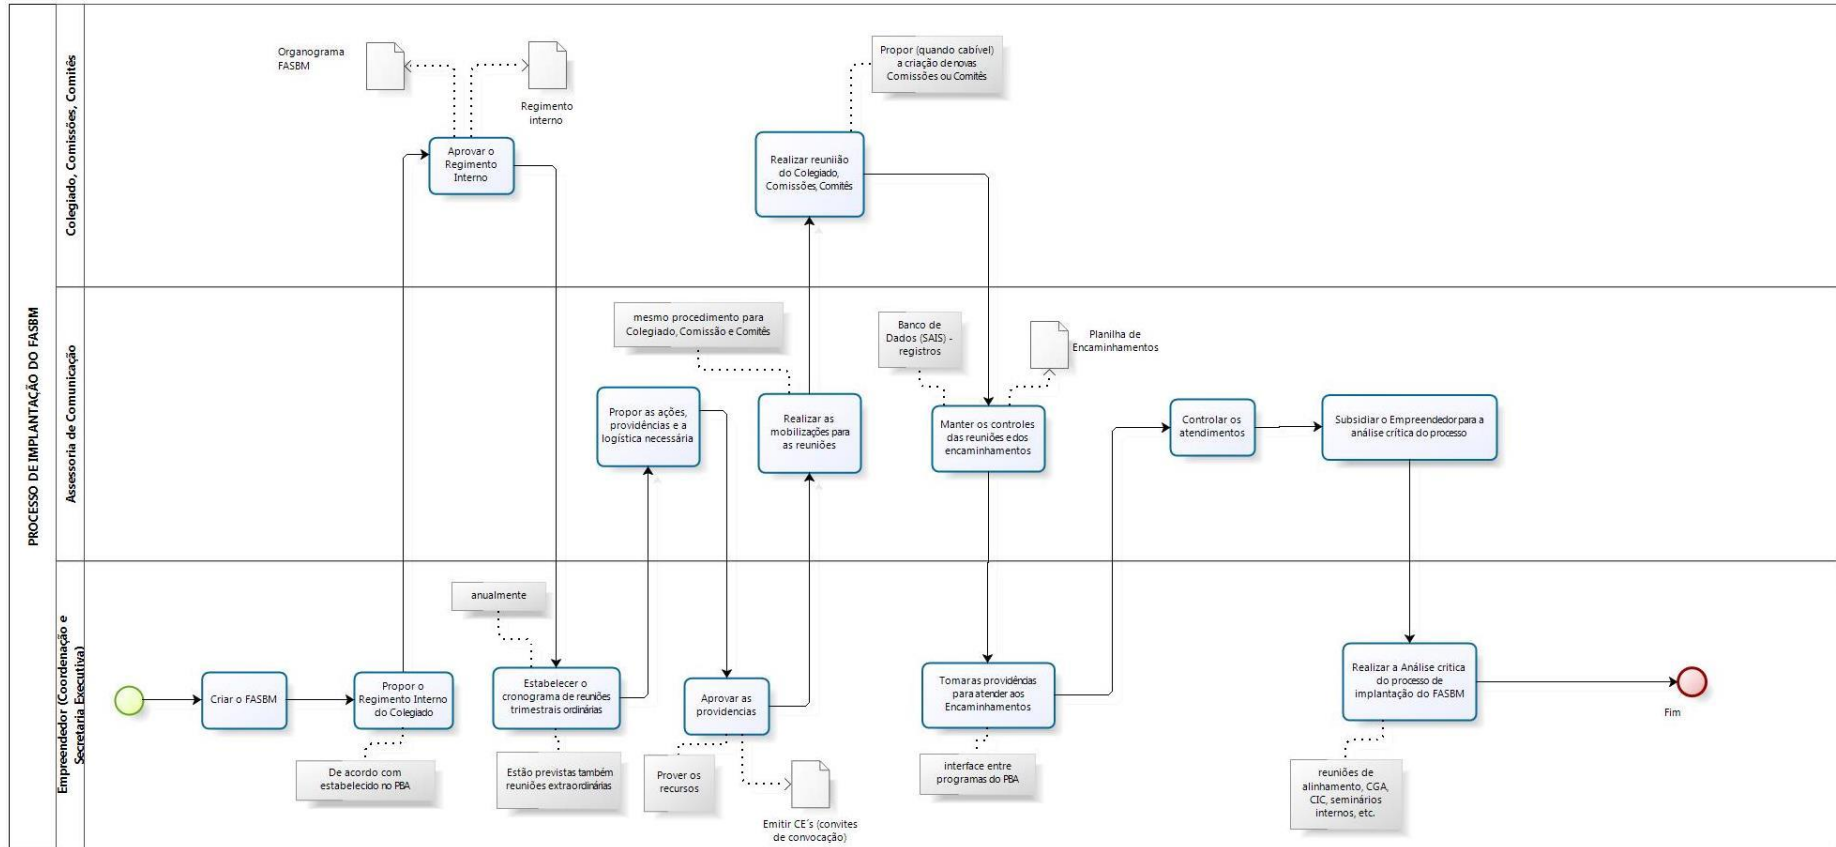 PROCESSO DE IMPLANTAÇÃO DO FASBM
Colegiado, Comissões, Comitês
Organograma
FASBM
Regimento
interno
Aprovar o
Regimento
Interno
Propor (quando cabível)
a criação de novas
Comissões ou Comitês
Realizar reuniião
do Colegiado,
Comissões, Comitês
Assessoria de Comunicação
mesmo procedimento para
Colegiado, Comissão e Comitês
Banco de
Dados (SAIS) -
registros
Planilha de
Encaminhamentos
Propor as ações,
providências e a
logística necessária
Realizar as
mobilizações para
as reuniões
Manter os controles
das reuniões e dos
encaminhamentos
Controlar os
atendimentos
Subsidiar o Empreendedor para a
análise crítica do processo
Empreendedor (Coordenação e
Secretaria Executiva)
anualmente
Criar o FASBM
Propor o
Regimento Interno
do Colegiado
Estabelecer o
cronograma de reuniões
trimestrais ordinárias
Aprovar as
providencias
Tomar as providências
para atender aos
Encaminhamentos
Realizar a Análise critica
do processo de
implantação do FASBM
Fim
De acordo com
estabelecido no PBA
Estão previstas também
reuniões extraordinárias
Prover os
recursos
Emitir CE´s (convites
de convocação)
interface entre
programas do PBA
reuniões de
alinhamento, CGA,
CIC, seminários
internos, etc.